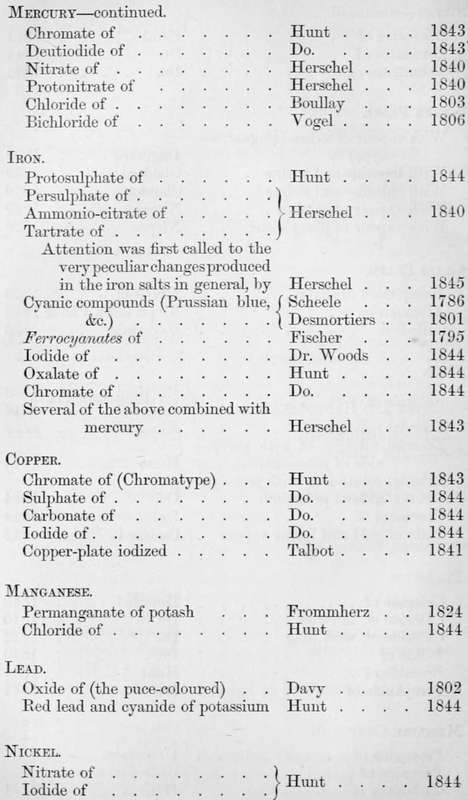 MERCURY—continued.
Chromate of . . . . . . Hunt . . . . 1843
Deutiodide of . . . . . . Do. . . . . 1843
Nitrate of . . . . . . . Herschel . . . 1840
Protonitrate of . . . . . Herschel . . . 1840
Chloride of . . . . . . . Boullay . . . 1803
Bichloride of . . . . . . Vogel . . . . 1806
IRON.
Protosulphate of . . . . . Hunt . . . . 1844
Persulphate of . . . . . . .
Ammonio-citrate of . . . . . Herschel . . . 1840
Tartrate of . . . . . . .
Attention was first called to the
very peculiar changes produced
in the iron salts in general, by Herschel . . . 1845
Cyanic compounds (Prussian blue, Scheele . . . 1786
&c.) . . . . . . . Desmortiers . . 1801
Ferrocyanates of . . . . . Fischer . . . 1795
Iodide of . . . . . . . Dr. Woods . . 1844
Oxalate of . . . . . . . Hunt . . . . 1844
Chromate of . . . . . . Do. . . . . 1844
Several of the above combined with
mercury . . . . . . Herschel . . . 1843
COPPER.
Chromate of (Chromatype) . . Hunt . . . . 1843
Sulphate of . . . . . . . Do. . . . . 1844
Carbonate of . . . . . . Do. . . . . 1844
Iodide of . . . . . . . . Do. . . . . 1844
Copper-plate iodized . . . . Talbot . . . . 1841
MANGANESE.
Permanganate of potash . . . Frommherz . . 1824
Chloride of . . . . . . . . Hunt . . . . 1844
LEAD.
Oxide of (the puce-coloured) . . Davy . . . . 1802
Red lead and cyanide of potassium Hunt . . . . 1844
NICKEL.
Nitrate of . . . . . . . .
Iodide of . . . . . . . . Hunt . . . . 1844